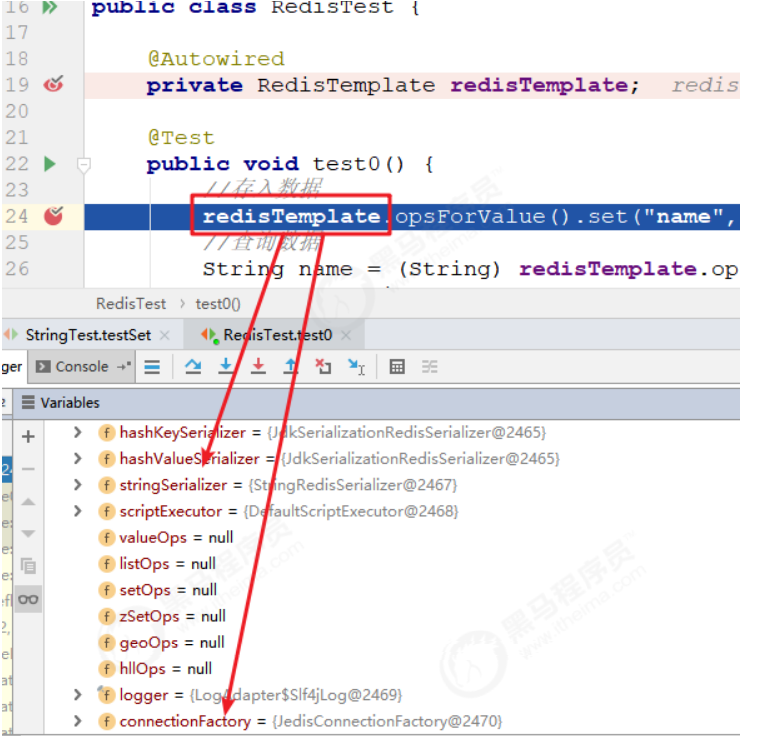 16 public class RedisTest {
17
18 @Autowired
19 private RedisTemplate redisTemplate; redis
20
21 @Test
22 public void test0() {
23 //存入数据
24 redisTemplate.opsForValue().set("name",
25 //查询数据
26 String name = (String) redisTemplate.op
RedisTest › test0()
StringTest.testSet × RedisTest.test0 ×
ger Console
Variables
hashKeySerializer = {JdkSerializationRedisSerializer@2465}
hashValueSerializer = {JdkSerializationRedisSerializer@2465}
stringSerializer = {StringRedisSerializer@2467}
scriptExecutor = {DefaultScriptExecutor@2468}
valueOps = null
listOps = null
setOps = null
zSetOps = null
geoOps = null
hllOps = null
logger = {LogAdapter$Slf4jLog@2469}
connectionFactory = {JedisConnectionFactory@2470}
黑马程序员
www.itheima.com